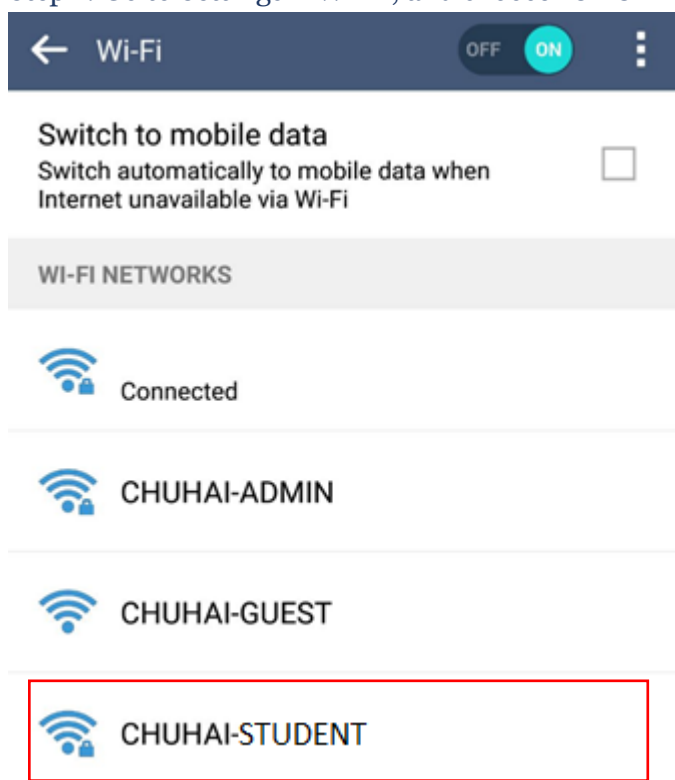 Wi-Fi
OFF ON
Switch to mobile data
Switch automatically to mobile data when
Internet unavailable via Wi-Fi
WI-FI NETWORKS
Connected
CHUHAI-ADMIN
CHUHAI-GUEST
CHUHAI-STUDENT